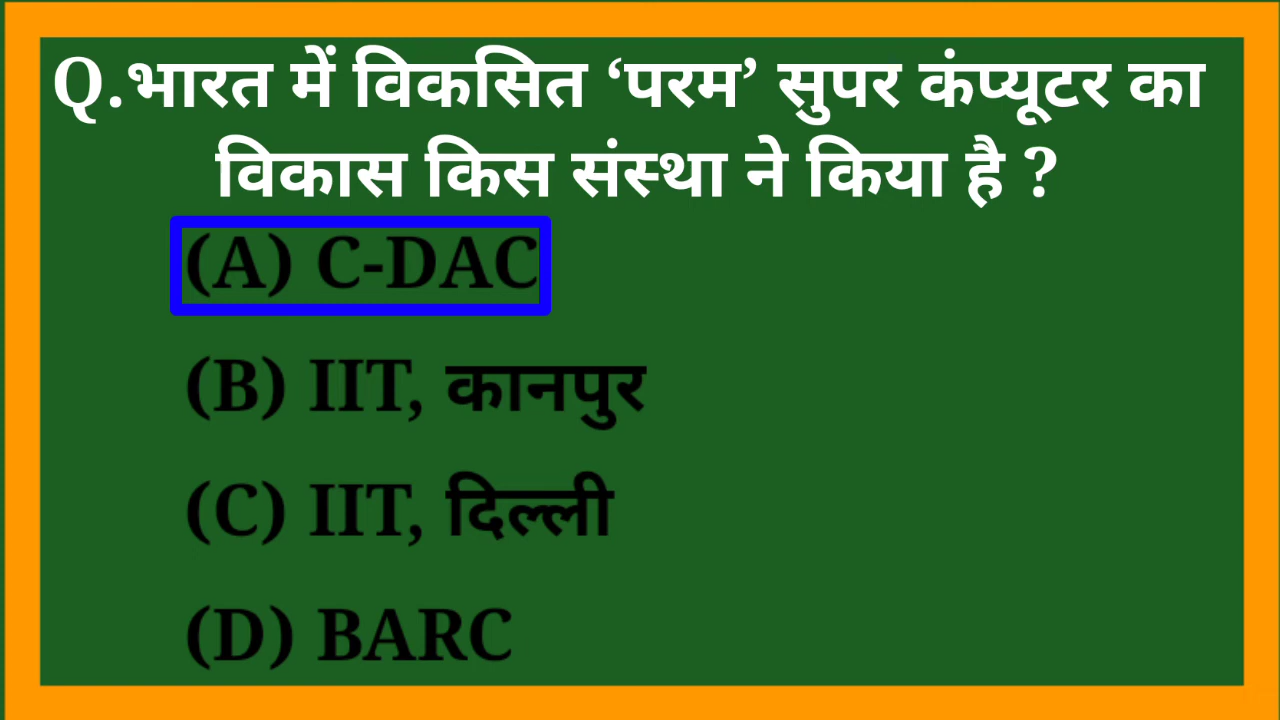 Q.भारत में विकसित ‘परम’ सुपर कंप्यूटर का
विकास किस संस्था ने किया है ?
(A) C-DAC
(B) IIT, कानपुर
(C) IIT, दिल्ली
(D) BARC